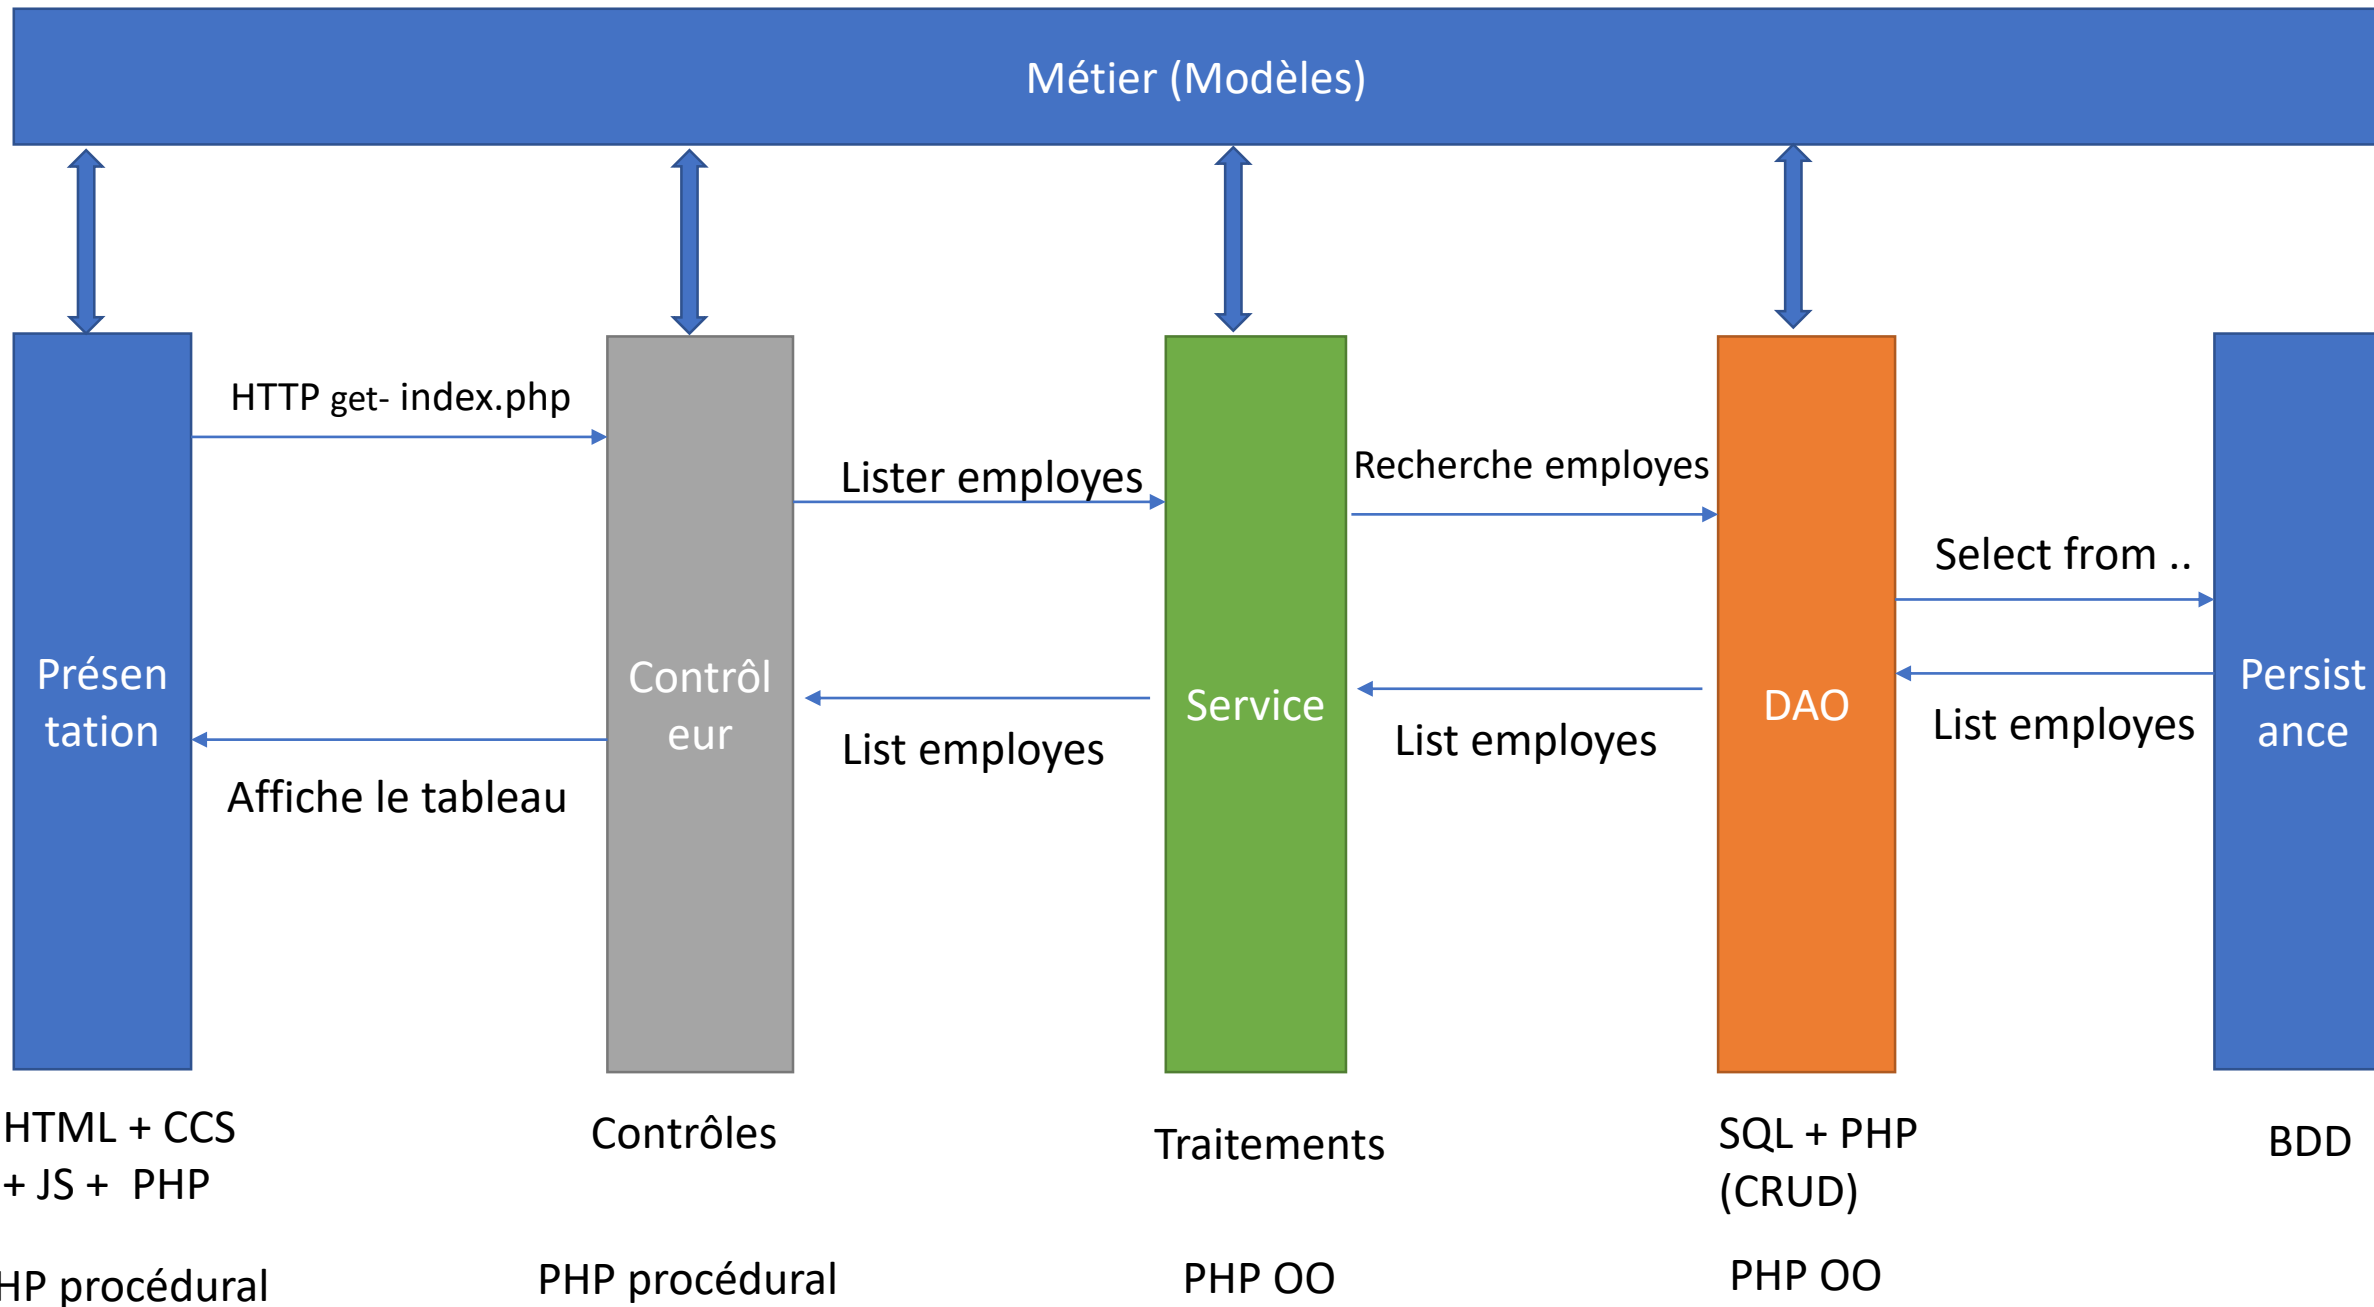 Métier (Modèles)
HTTP get- index.php
Lister employes
Recherche employes
Select from ..
Présen
tation
Contrôl
eur
Service
DAO
Persist
ance
List employes
List employes
List employes
Affiche le tableau
HTML + CCS
+ JS + PHP
Contrôles
Traitements
SQL + PHP
(CRUD)
BDD
HP procédural
PHP procédural
PHP OO
PHP OO